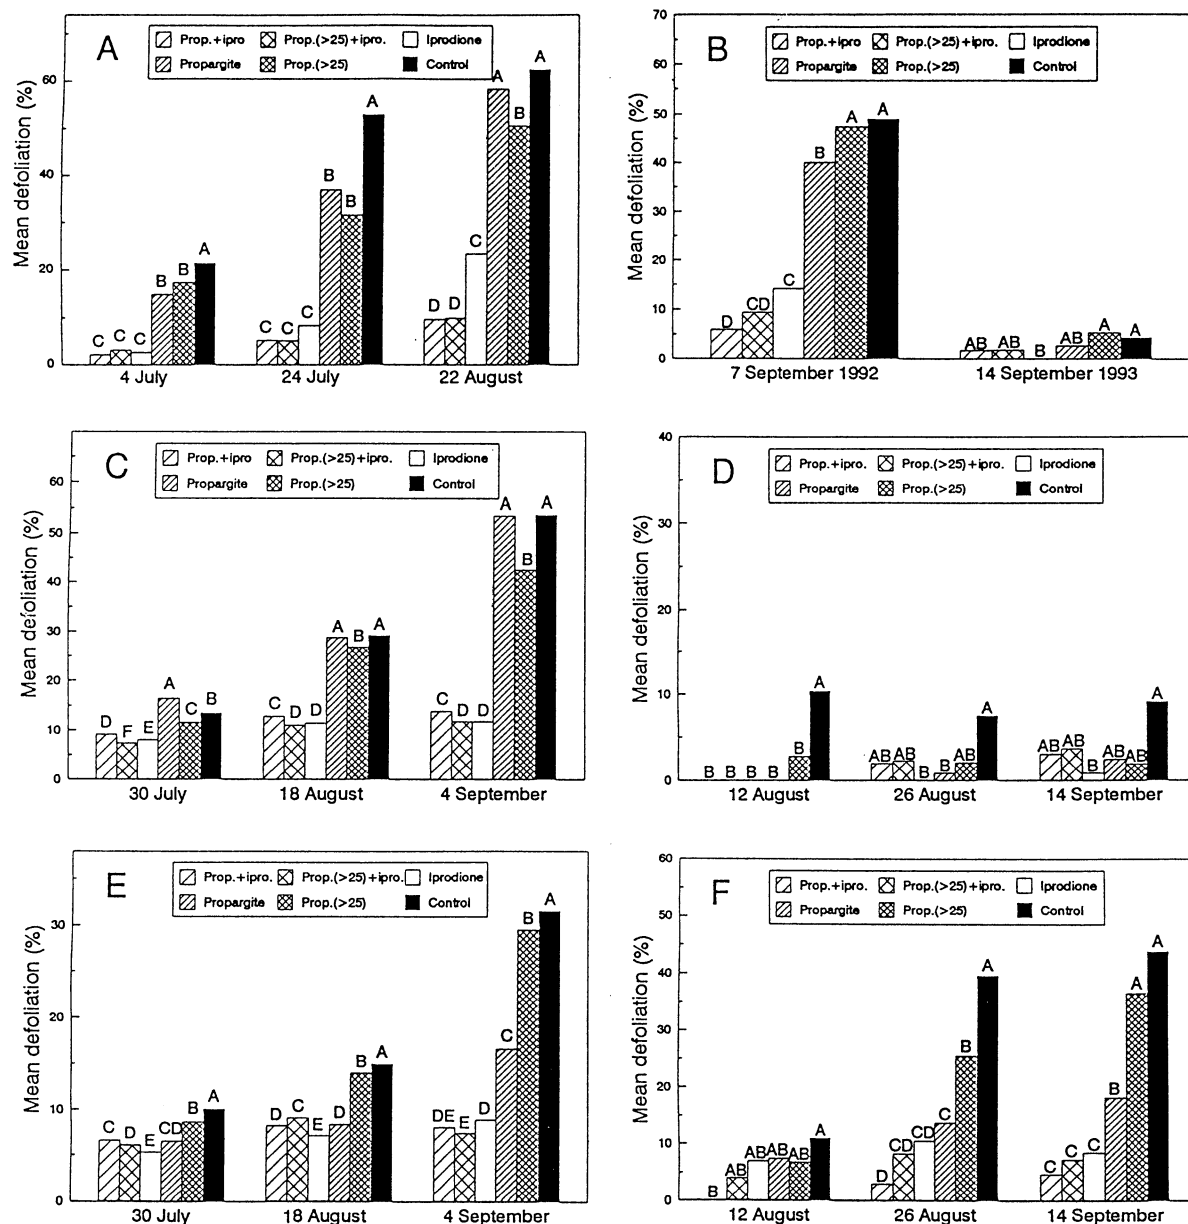 A
Prop.+ipro Prop.(>25)+ipro. Iprodione
Propargite Prop.(>25) Control
Mean defoliation (%)
60
40
20
0
C C C B B A
C C C B B A
D D C A B A
4 July 24 July 22 August
B
Prop.+ipro Prop.(>25)+ipro. Iprodione
Propargite Prop.(>25) Control
Mean defoliation (%)
70
60
50
40
30
20
10
0
D CD C B A A
AB AB B AB A A
7 September 1992 14 September 1993
C
Prop.+ipro Prop.(>25)+ipro. Iprodione
Propargite Prop.(>25) Control
Mean defoliation (%)
60
50
40
30
20
10
0
D F E A C B
C D D A B A
C D D A B A
30 July 18 August 4 September
D
Prop.+ipro. Prop.(>25)+ipro. Iprodione
Propargite Prop.(>25) Control
Mean defoliation (%)
40
30
20
10
0
B B B B B A
AB AB B B AB A
AB AB B AB AB A
12 August 26 August 14 September
E
Prop.+ipro. Prop.(>25)+ipro. Iprodione
Propargite Prop.(>25) Control
Mean defoliation (%)
30
20
10
0
C D E CD B A
D C E D B A
DE E D C B A
30 July 18 August 4 September
F
Prop.+ipro. Prop.(>25)+ipro. Iprodione
Propargite Prop.(>25) Control
Mean defoliation (%)
60
50
40
30
20
10
0
B AB AB AB AB A
D CD CD C B A
C C C B A A
12 August 26 August 14 September